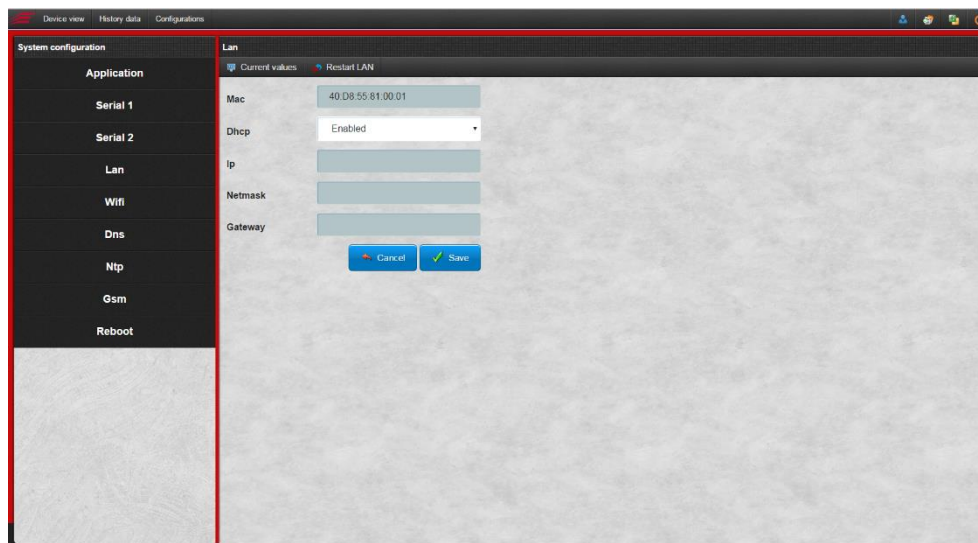 Device view History data Configurations
System configuration
Application
Serial 1
Serial 2
Lan
Wifi
Dns
Ntp
Gsm
Reboot
Lan
Current values Restart LAN
Mac 40:D8:55:81:00:01
Dhcp Enabled
Ip
Netmask
Gateway
Cancel Save